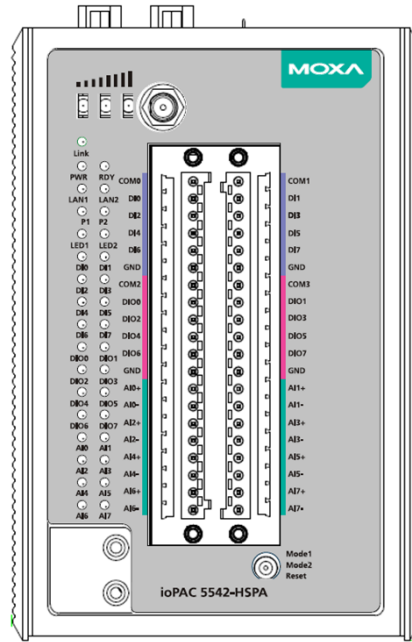 MOXA
Link
PWR RDY
LAN1 LAN2
P1 P2
LED1 LED2
DI0 DI1
DI2 DI3
DI4 DI5
DI6 DI7
DIO0 DIO1
DIO2 DIO3
DIO4 DIO5
DIO6 DIO7
AI0 AI1
AI2 AI3
AI4 AI5
AI6 AI7
COM0 COM1
DI0 DI1
DI2 DI3
DI4 DI5
DI6 DI7
GND GND
COM2 COM3
DIO0 DIO1
DIO2 DIO3
DIO4 DIO5
DIO6 DIO7
GND GND
AI0+ AI1+
AI0- AI1-
AI2+ AI3+
AI2- AI3-
AI4+ AI5+
AI4- AI5-
AI6+ AI7+
AI6- AI7-
Mode1
Mode2
Reset
ioPAC 5542-HSPA